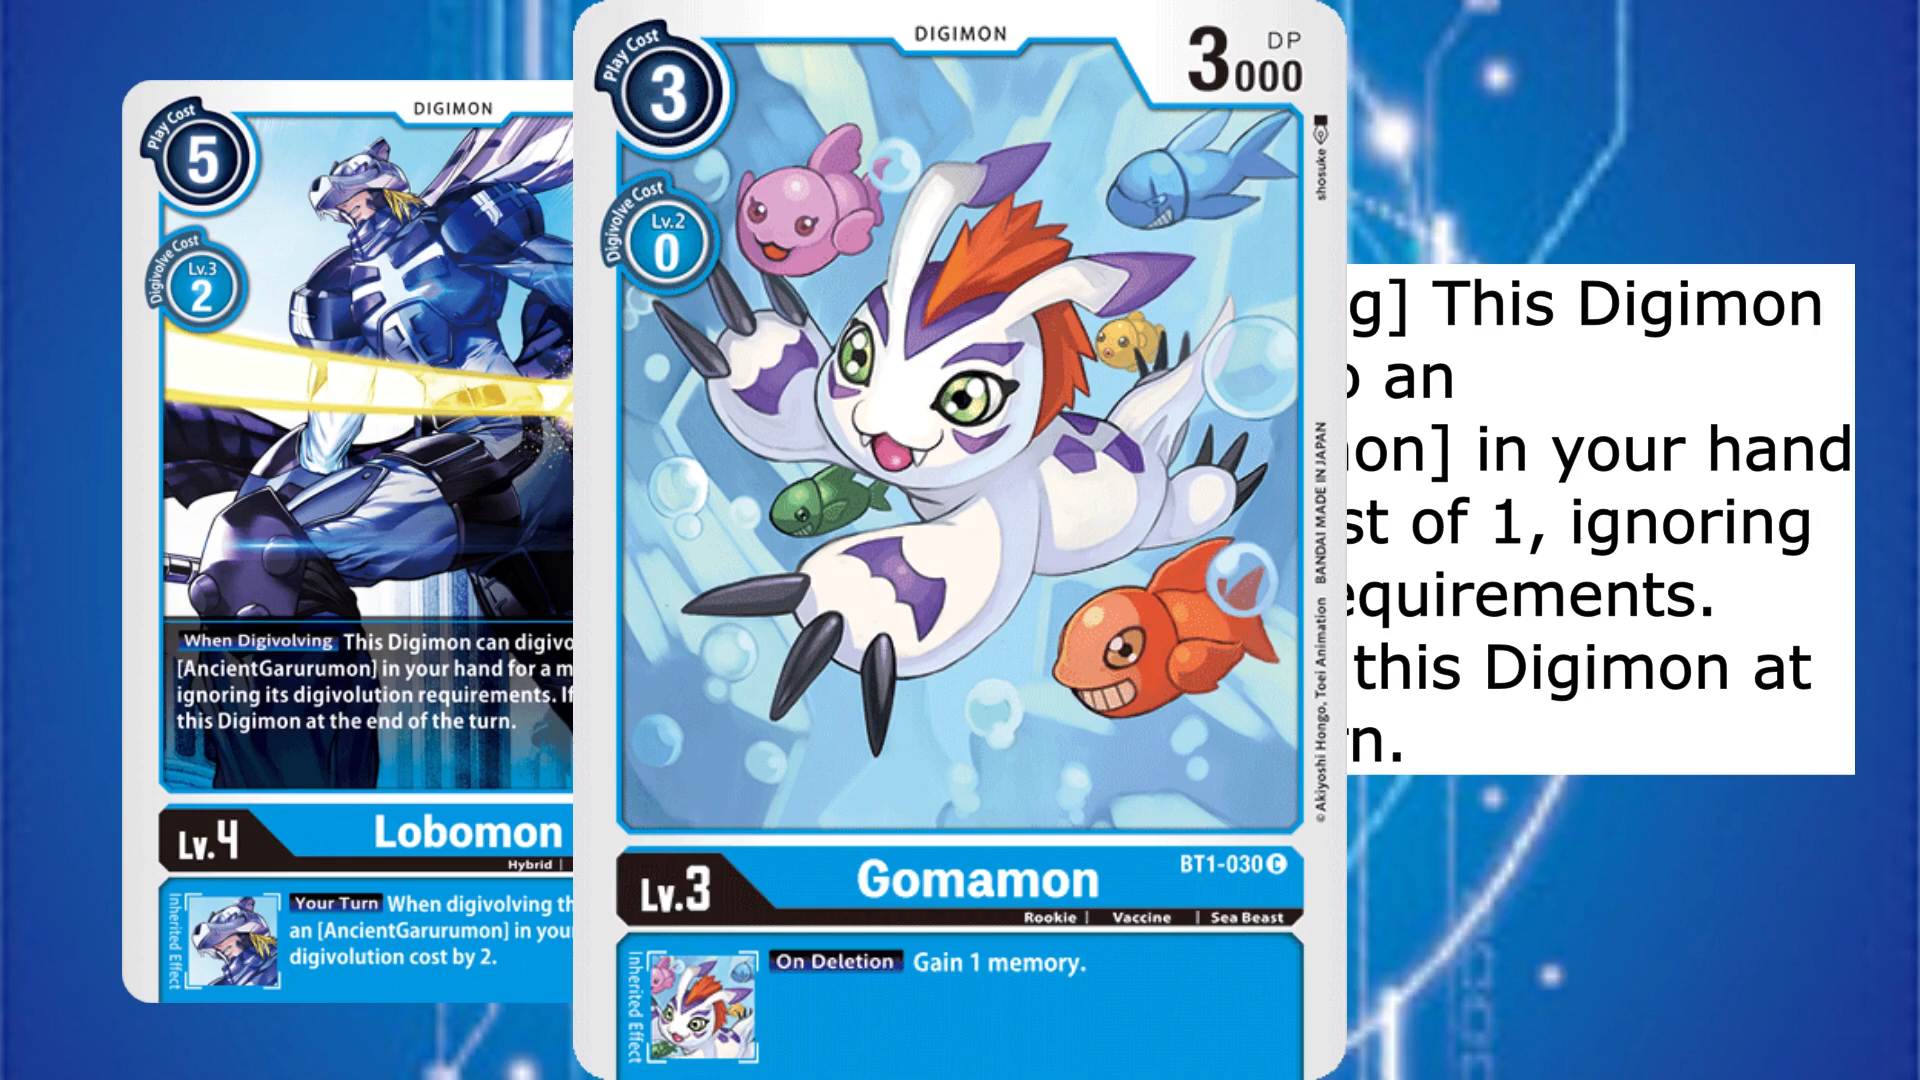 Play Cost
5
DIGIMON
Digivolve Cost
Lv.3
2
When Digivolving This Digimon can
[AncientGarurumon] in your hand for a
ignoring its digivolution requirements.
this Digimon at the end of the turn.
Lv.4
Lobomon
Hybrid |
Inherited Effect
Your Turn When digivolving
an [AncientGarurumon] in
digivolution cost by 2.
Play Cost
3
DIGIMON
3000
DP
Digivolve Cost
Lv.2
0
shosuke
© Akiyoshi Hongo, Toei Animation BANDAI MADE IN JAPAN
Lv.3
Gomamon
BT1-030 C
Rookie | Vaccine | Sea Beast
Inherited Effect
On Deletion Gain 1 memory.
g] This Digimon
an
on] in your hand
st of 1, ignoring
equirements.
this Digimon at
n.